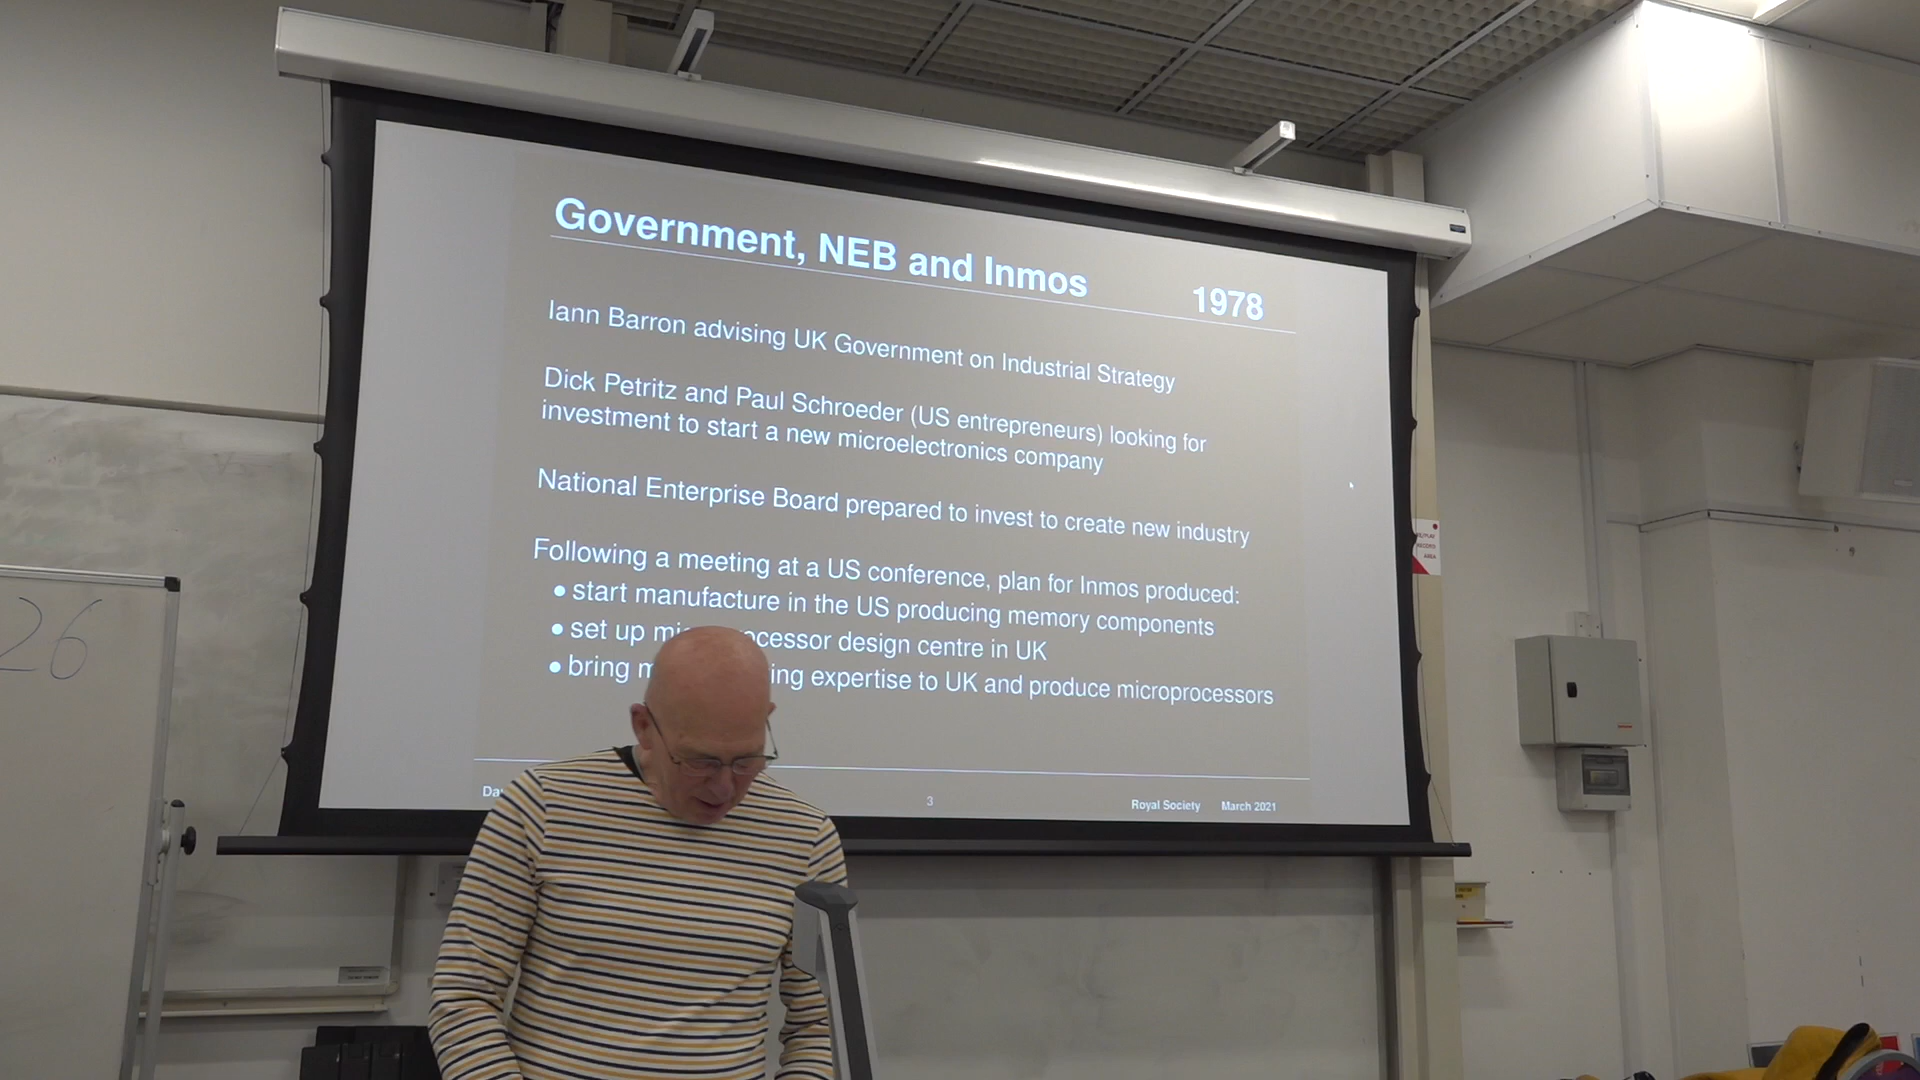 Government, NEB and Inmos 1978
Iann Barron advising UK Government on Industrial Strategy
Dick Petritz and Paul Schroeder (US entrepreneurs) looking for
investment to start a new microelectronics company
National Enterprise Board prepared to invest to create new industry
Following a meeting at a US conference, plan for Inmos produced:
• start manufacture in the US producing memory components
• set up mi ocessor design centre in UK
• bring m ing expertise to UK and produce microprocessors
Da 3 Royal Society March 2021
26